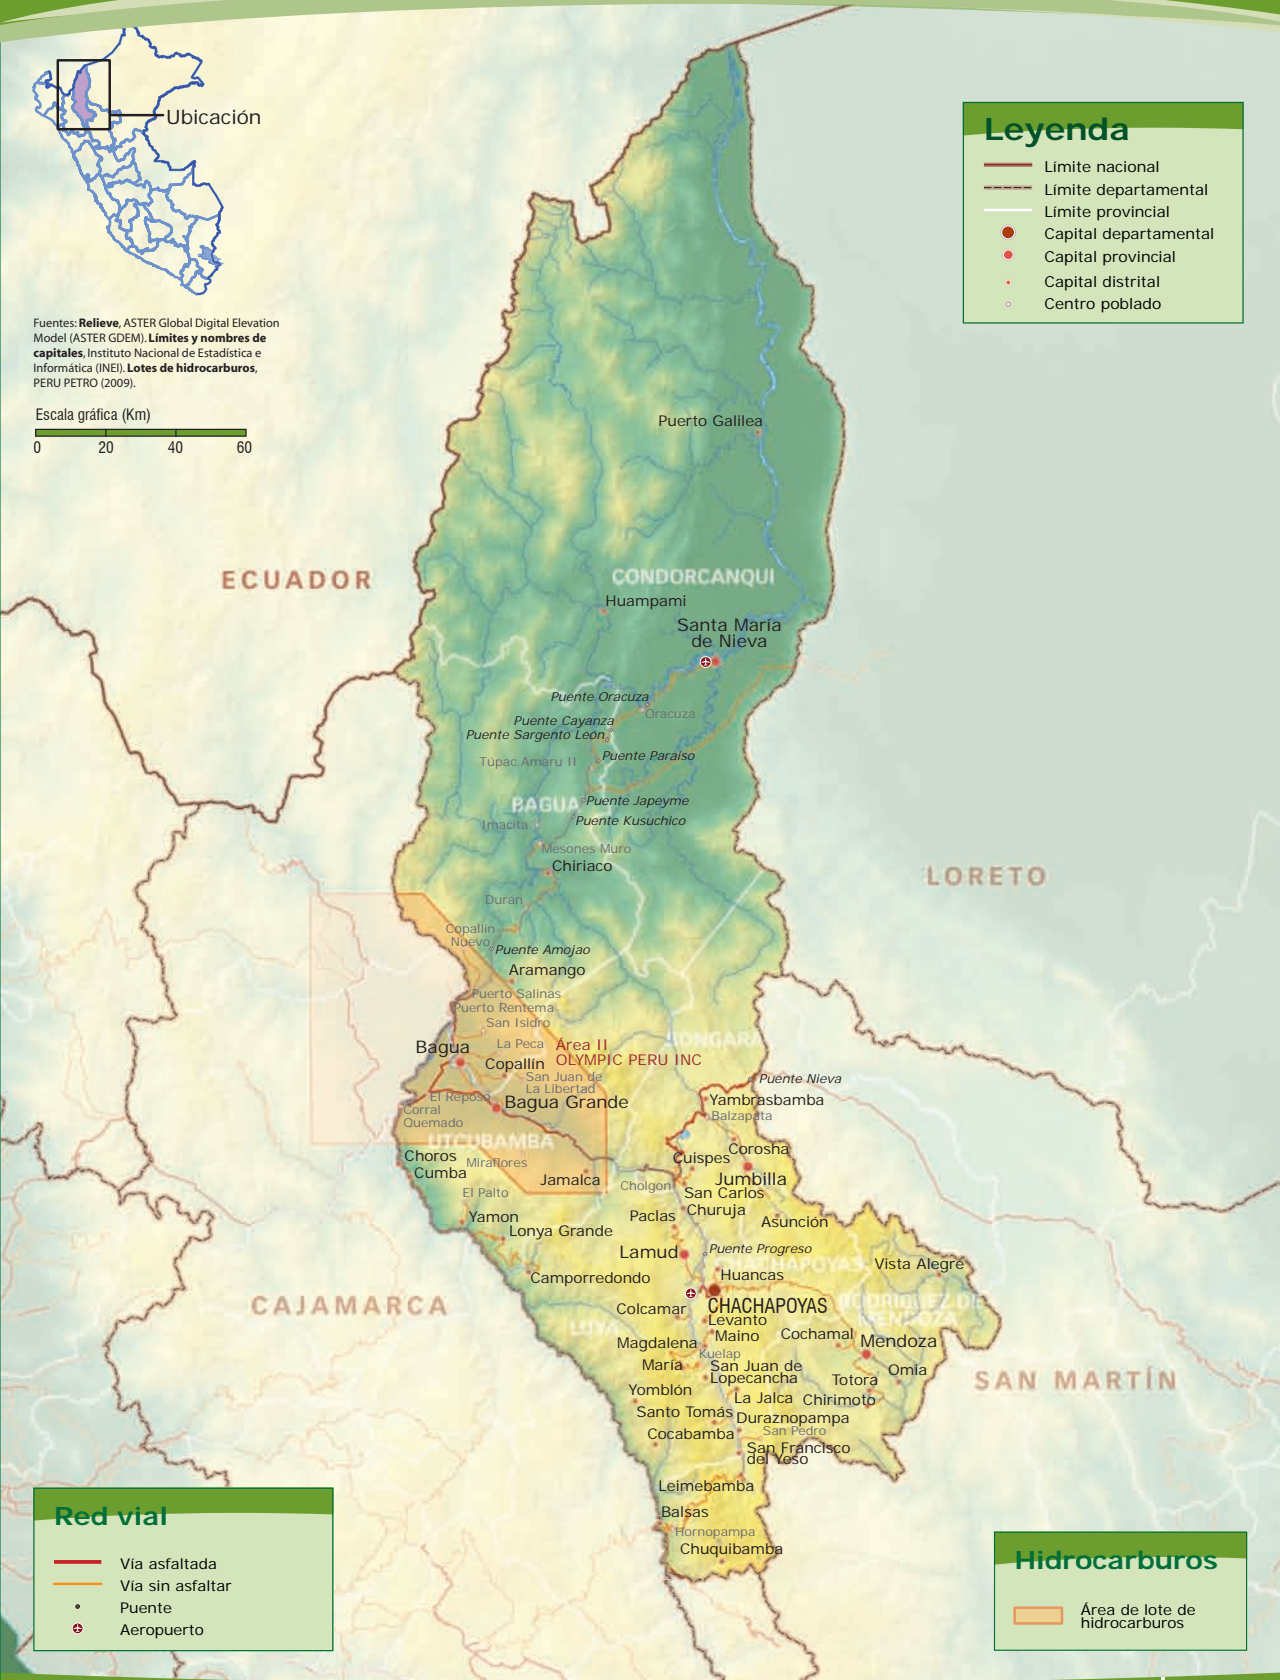 Ubicación
Leyenda
Límite nacional
Límite departamental
Límite provincial
Capital departamental
Capital provincial
Capital distrital
Centro poblado
Fuentes: Relieve, ASTER Global Digital Elevation
Model (ASTER GDEM). Límites y nombres de
capitales, Instituto Nacional de Estadística e
Informática (INEI). Lotes de hidrocarburos,
PERU PETRO (2009).
Escala gráfica (Km)
0 20 40 60
Puerto Galilea
ECUADOR
CONDORCANQUI
Huampami
Santa María
de Nieva
Puente Oracuza
Oracuza
Puente Cayanza
Puente Sargento León
Puente Paraiso
Túpac Amaru II
Puente Japeyme
BAGUA
Puente Kusuchico
Imacita
Mesones Muro
Chiriaco
LORETO
Duran
Copallin
Nuevo
Puente Amojao
Aramango
Puerto Salinas
Puerto Rentema
San Isidro
La Peca
Área II
OLYMPIC PERU INC
BONGARA
Bagua
Copallín
San Juan de
La Libertad
Puente Nieva
El Reposo
Bagua Grande
Yambrasbamba
Corral
Quemado
Balzapata
UTCUBAMBA
Corosha
Choros
Cuispes
Miraflores
Cumba
Jumbilla
Jamalca
Cholgon
San Carlos
El Palto
Churuja
Paclas
Yamon
Asunción
Lonya Grande
Lamud
Puente Progreso
CHACHAPOYAS
Vista Alegre
Huancas
Camporredondo
CAJAMARCA
Colcamar
CHACHAPOYAS
RODRIGUEZ DE
MENDOZA
Levanto
LUYA
Maino
Cochamal
Mendoza
Magdalena
Kuelap
María
San Juan de
Lopecancha
Omia
Totora
SAN MARTÍN
Yomblón
La Jalca
Chirimoto
Santo Tomás
Duraznopampa
San Pedro
Cocabamba
San Francisco
del Yeso
Leimebamba
Balsas
Hornopampa
Chuquibamba
Red vial
Vía asfaltada
Vía sin asfaltar
Puente
Aeropuerto
Hidrocarburos
Área de lote de
hidrocarburos